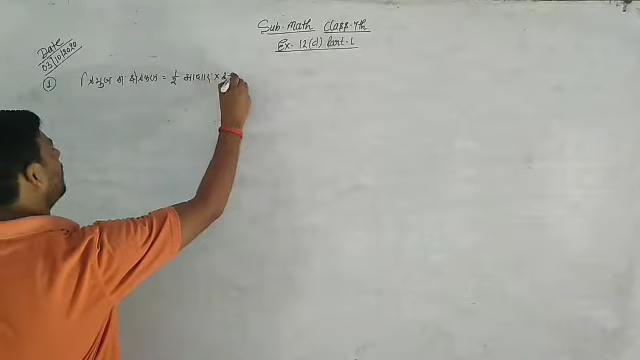 Sub-Math Class-7th
Ex-12(d) Part-1
Date
03/10/2020
① त्रिभुज का क्षेत्रफल = 1/2 आधार ×